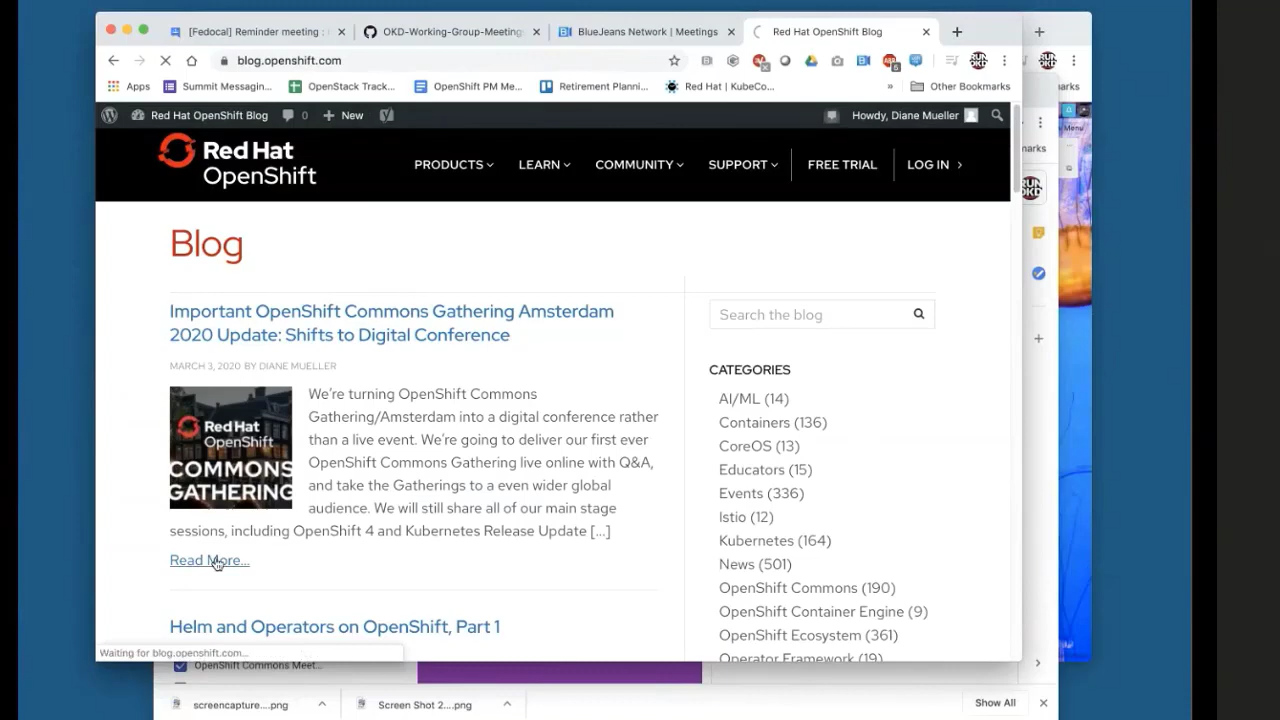 [Fedocal] Reminder meeting :
OKD-Working-Group-Meeting
BlueJeans Network | Meetings
Red Hat OpenShift Blog
blog.openshift.com
Apps
Summit Messagin...
OpenStack Track...
OpenShift PM Me...
Retirement Planni...
Red Hat | KubeCo...
»
Other Bookmarks
Red Hat OpenShift Blog
0
New
Howdy, Diane Mueller
Menu
marks
Red Hat
OpenShift
PRODUCTS
LEARN
COMMUNITY
SUPPORT
FREE TRIAL
LOG IN
RUN
OKD
Blog
Important OpenShift Commons Gathering Amsterdam
2020 Update: Shifts to Digital Conference
MARCH 3, 2020 BY DIANE MUELLER
Red Hat
OpenShift
COMMONS
GATHERING
We're turning OpenShift Commons
Gathering/Amsterdam into a digital conference rather
than a live event. We're going to deliver our first ever
OpenShift Commons Gathering live online with Q&A,
and take the Gatherings to a even wider global
audience. We will still share all of our main stage
sessions, including OpenShift 4 and Kubernetes Release Update [...]
Read More...
Helm and Operators on OpenShift, Part 1
Search the blog
CATEGORIES
AI/ML (14)
Containers (136)
CoreOS (13)
Educators (15)
Events (336)
Istio (12)
Kubernetes (164)
News (501)
OpenShift Commons (190)
OpenShift Container Engine (9)
OpenShift Ecosystem (361)
Operator Framework (19)
Waiting for blog.openshift.com...
OpenShift Commons Meet...
screencapture....png
Screen Shot 2....png
Show All